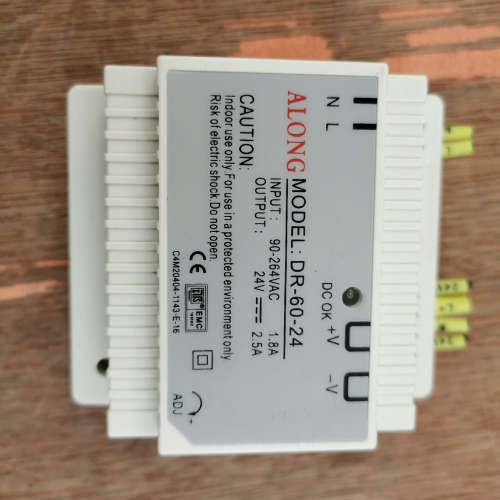 N L
ALONG MODEL: DR-60-24
INPUT: 90-264VAC 1.8A
OUTPUT: 24V 2.5A
DC OK +V -V
CAUTION:
Indoor use only.For use in a protected environment only.
Risk of electric shock.Do not open.
CE
EMC
C4M20404-1143-E-16
ADJ +